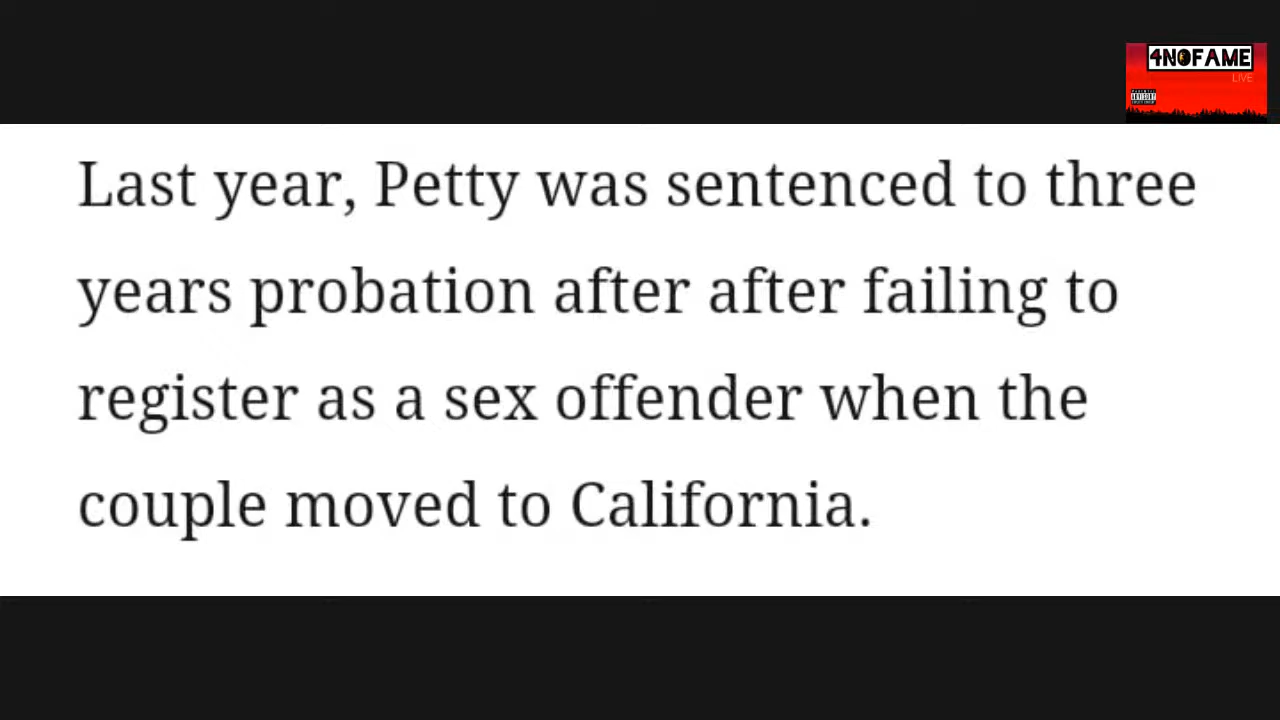 4NOFAME
LIVE
Last year, Petty was sentenced to three
years probation after after failing to
register as a sex offender when the
couple moved to California.